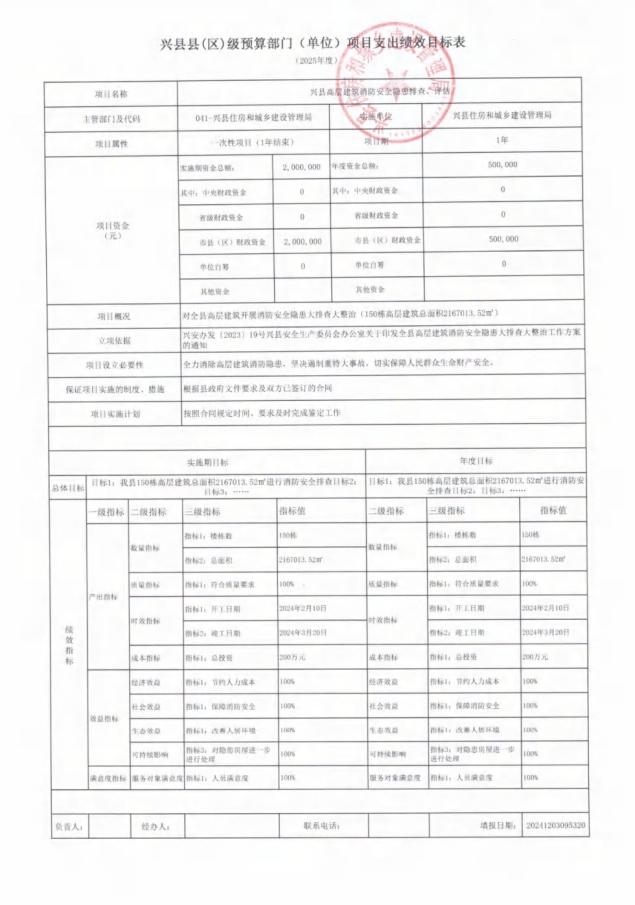 兴县县(区)级预算部门（单位）项目支出绩效目标表
（2025年度）
项目名称 兴县高层建筑消防安全隐患排查、评估
主管部门及代码 041-兴县住房和城乡建设管理局 实施单位 兴县住房和城乡建设管理局
项目属性 一次性项目（1年结束） 项目期 1年
项目资金（元） 实施期资金总额： 2,000,000 年度资金总额： 500,000
其中：中央财政资金 0 其中：中央财政资金 0
省级财政资金 0 省级财政资金 0
市县（区）财政资金 2,000,000 市县（区）财政资金 500,000
单位自筹 0 单位自筹 0
其他资金 其他资金
项目概况 对全县高层建筑开展消防安全隐患大排查大整治（150栋高层建筑总面积2167013.52㎡）
立项依据 兴安办发〔2023〕19号兴县安全生产委员会办公室关于印发全县高层建筑消防安全隐患大排查大整治工作方案
的通知
项目设立必要性 全力消除高层建筑消防隐患，坚决遏制重特大事故，切实保障人民群众生命财产安全。
保证项目实施的制度、措施 根据县政府文件要求及双方已签订的合同
项目实施计划 按照合同规定时间、要求及时完成鉴定工作
实施期目标 年度目标
总体目标 目标1：我县150栋高层建筑总面积2167013.52㎡进行消防安全排查目标2： 目标1：我县150栋高层建筑总面积2167013.52㎡进行消防安
目标3：…… 全排查目标2：目标3：……
绩效指标 一级指标 二级指标 三级指标 指标值 二级指标 三级指标 指标值
产出指标 数量指标 指标1：楼栋数 150栋 数量指标 指标1：楼栋数 150栋
指标2：总面积 2167013.52㎡ 指标2：总面积 2167013.52㎡
质量指标 指标1：符合质量要求 100% 质量指标 指标1：符合质量要求 100%
时效指标 指标1：开工日期 2024年2月10日 时效指标 指标1：开工日期 2024年2月10日
指标2：竣工日期 2024年3月20日 指标2：竣工日期 2024年3月20日
成本指标 指标1：总投资 200万元 成本指标 指标1：总投资 200万元
效益指标 经济效益 指标1：节约人力成本 100% 经济效益 指标1：节约人力成本 100%
社会效益 指标1：保障消防安全 100% 社会效益 指标1：保障消防安全 100%
生态效益 指标1：改善人居环境 100% 生态效益 指标1：改善人居环境 100%
可持续影响 指标3：对隐患房屋进一步 100% 可持续影响 指标3：对隐患房屋进一步 100%
进行处理 进行处理
满意度指标 服务对象满意度 指标1：人员满意度 100% 服务对象满意度 指标1：人员满意度 100%
负责人： 经办人： 联系电话： 填报日期： 20241203095320